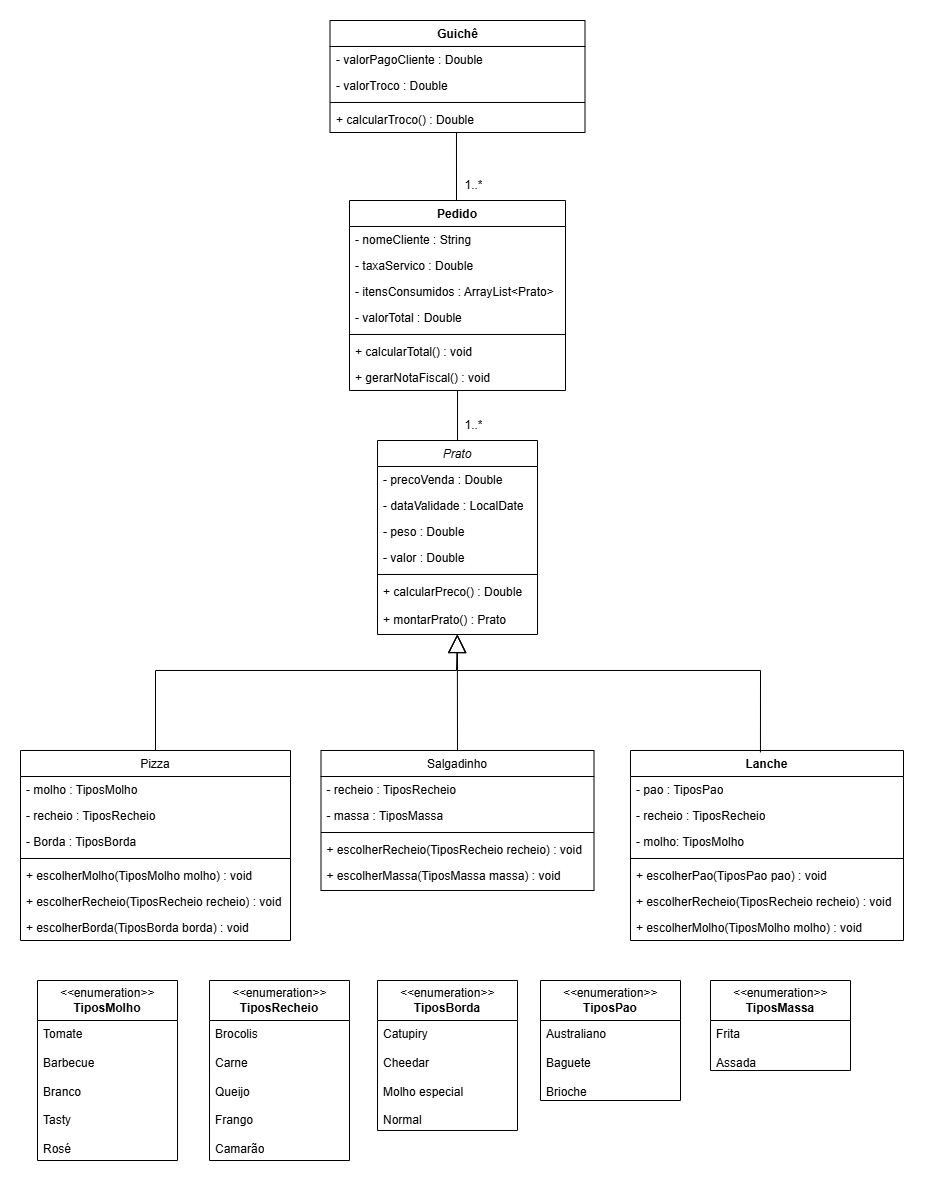 Guichê
- valorPagoCliente : Double
- valorTroco : Double
+ calcularTroco() : Double
1..*
Pedido
- nomeCliente : String
- taxaServico : Double
- itensConsumidos : ArrayList<Prato>
- valorTotal : Double
+ calcularTotal() : void
+ gerarNotaFiscal() : void
1..*
Prato
- precoVenda : Double
- dataValidade : LocalDate
- peso : Double
- valor : Double
+ calcularPreco() : Double
+ montarPrato() : Prato
Pizza
- molho : TiposMolho
- recheio : TiposRecheio
- Borda : TiposBorda
+ escolherMolho(TiposMolho molho) : void
+ escolherRecheio(TiposRecheio recheio) : void
+ escolherBorda(TiposBorda borda) : void
Salgadinho
- recheio : TiposRecheio
- massa : TiposMassa
+ escolherRecheio(TiposRecheio recheio) : void
+ escolherMassa(TiposMassa massa) : void
Lanche
- pao : TiposPao
- recheio : TiposRecheio
- molho: TiposMolho
+ escolherPao(TiposPao pao) : void
+ escolherRecheio(TiposRecheio recheio) : void
+ escolherMolho(TiposMolho molho) : void
<<enumeration>>
TiposMolho
Tomate
Barbecue
Branco
Tasty
Rosé
<<enumeration>>
TiposRecheio
Brocolis
Carne
Queijo
Frango
Camarão
<<enumeration>>
TiposBorda
Catupiry
Cheedar
Molho especial
Normal
<<enumeration>>
TiposPao
Australiano
Baguete
Brioche
<<enumeration>>
TiposMassa
Frita
Assada